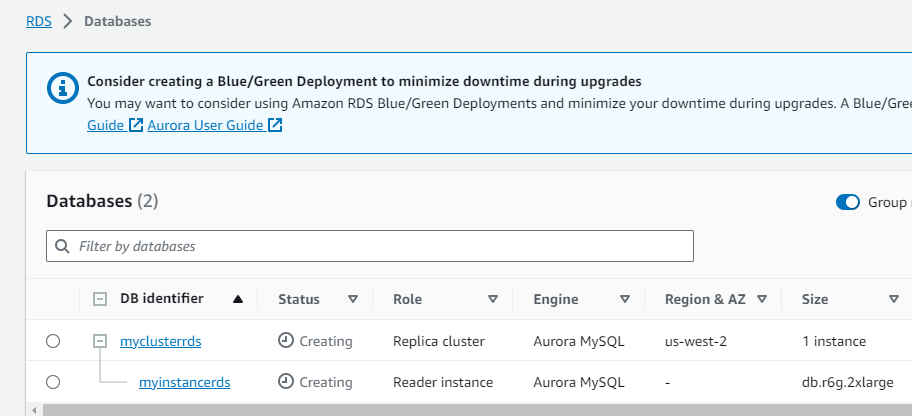 RDS > Databases
Consider creating a Blue/Green Deployment to minimize downtime during upgrades
You may want to consider using Amazon RDS Blue/Green Deployments and minimize your downtime during upgrades. A Blue/Gre
Guide Aurora User Guide
Databases (2)
Group
Filter by databases
DB identifier Status Role Engine Region & AZ Size
myclusterrds Creating Replica cluster Aurora MySQL us-west-2 1 instance
myinstancerds Creating Reader instance Aurora MySQL - db.r6g.2xlarge